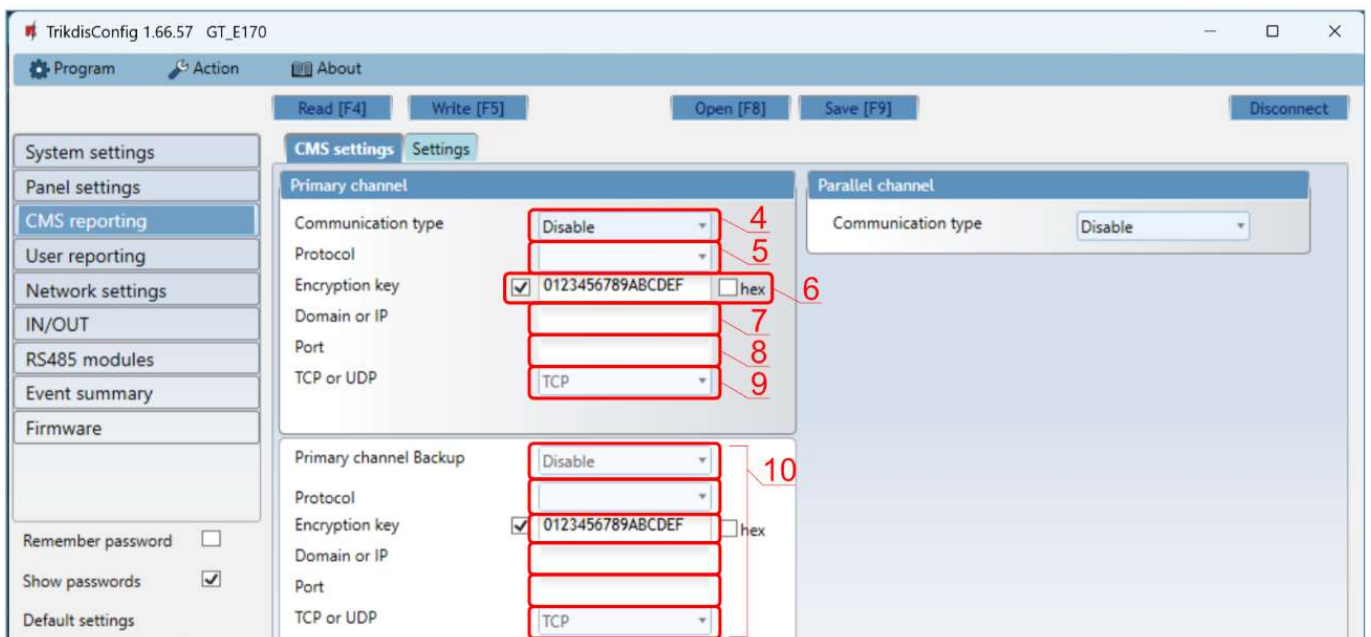 TrikdisConfig 1.66.57 GT_E170
Program Action About
Read [F4] Write [F5] Open [F8] Save [F9] Disconnect
System settings
Panel settings
CMS reporting
User reporting
Network settings
IN/OUT
RS485 modules
Event summary
Firmware
Remember password
Show passwords
Default settings
CMS settings Settings
Primary channel
Communication type Disable 4
Protocol 5
Encryption key 0123456789ABCDEF hex 6
Domain or IP 7
Port 8
TCP or UDP TCP 9
Primary channel Backup Disable 10
Protocol
Encryption key 0123456789ABCDEF hex
Domain or IP
Port
TCP or UDP TCP
Parallel channel
Communication type Disable